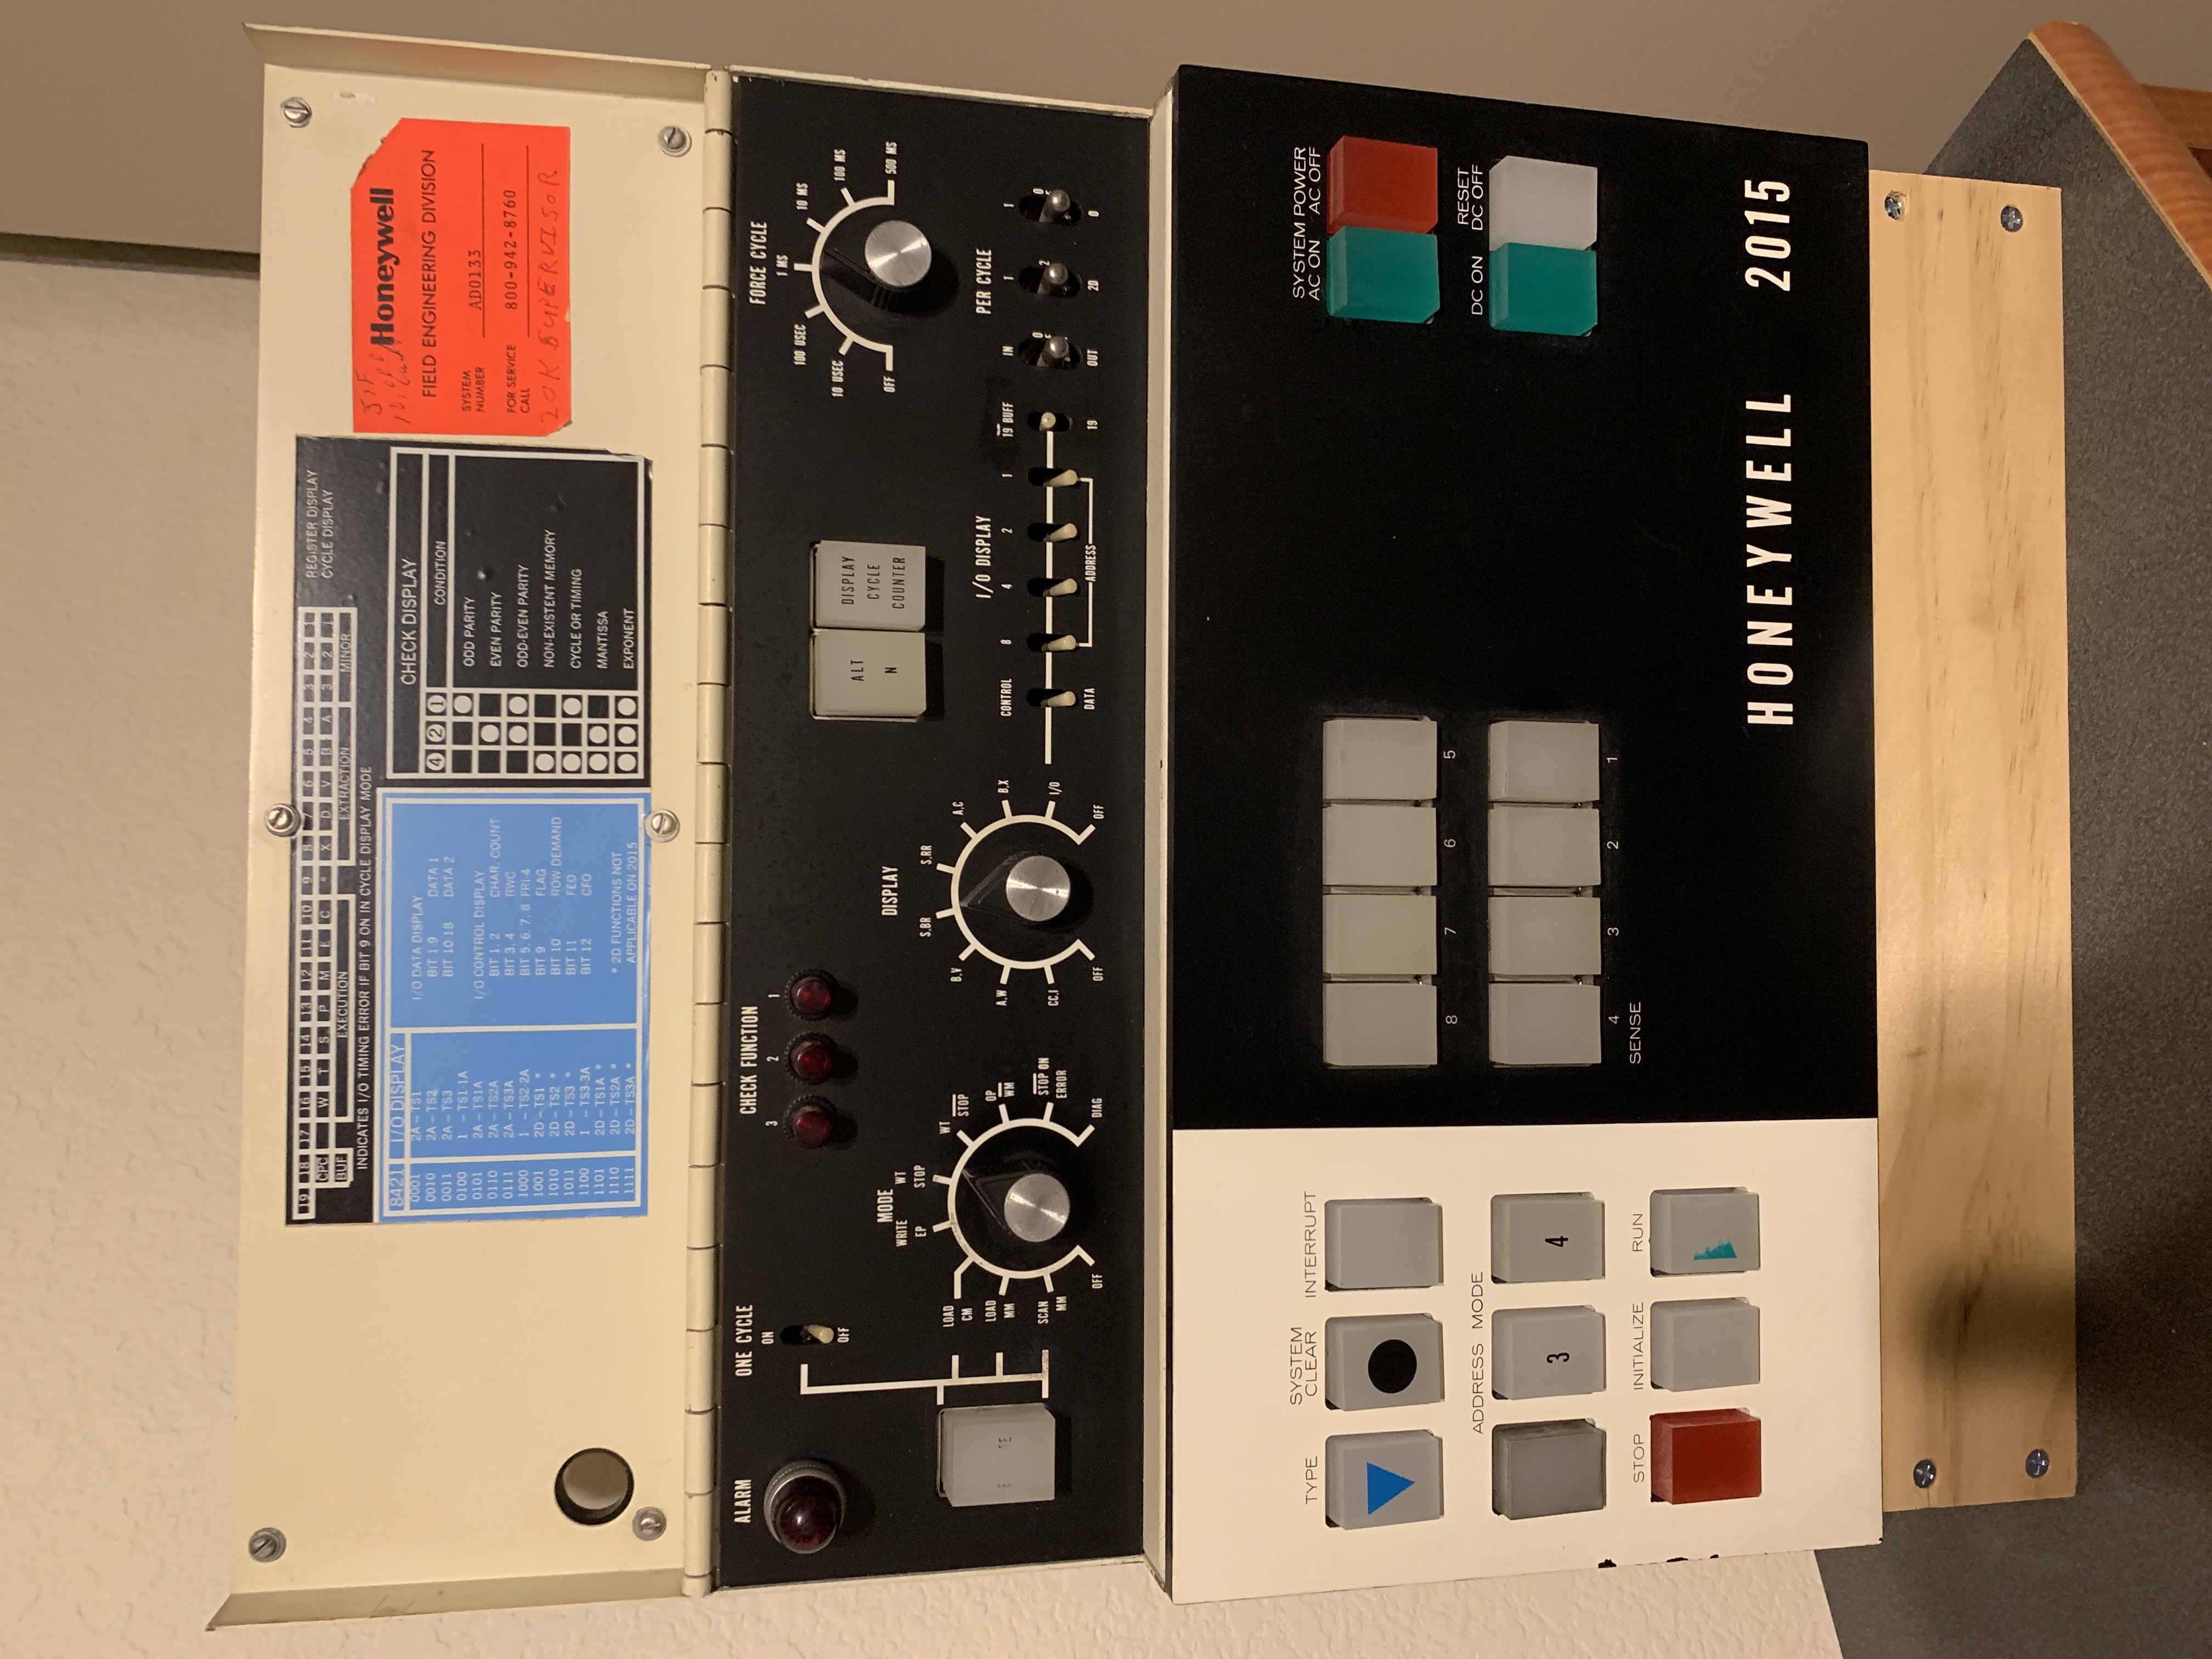 19 18 17 16 15 14 13 12 11 10 9 8 7 6 5 4 3 2 1 REGISTER DISPLAY
CPC W T S P M E C * X D V B A 3 2 1 CYCLE DISPLAY
BUF EXECUTION EXTRACTION MINOR
INDICATES I/O TIMING ERROR IF BIT 9 ON IN CYCLE DISPLAY MODE
8421 I/O DISPLAY
0001 2A – TS1
0010 2A – TS2
0011 2A – TS3
0100 1 – TS1·1A
0101 2A – TS1A
0110 2A – TS2A
0111 2A – TS3A
1000 1 – TS2·2A
1001 2D – TS1 *
1010 2D – TS2 *
1011 2D – TS3 *
1100 1 – TS3·3A
1101 2D – TS1A *
1110 2D – TS2A *
1111 2D – TS3A *
I/O DATA DISPLAY
BIT 1-9 DATA 1
BIT 10-18 DATA 2
I/O CONTROL DISPLAY
BIT 1, 2 CHAR. COUNT
BIT 3, 4 RWC
BIT 5, 6, 7, 8 FRI-4
BIT 9 FLAG
BIT 10 ROW DEMAND
BIT 11 FEO
BIT 12 CFO
* 2D FUNCTIONS NOT
APPLICABLE ON 2015
CHECK DISPLAY
4 2 1 CONDITION
ODD PARITY
EVEN PARITY
ODD-EVEN PARITY
NON-EXISTENT MEMORY
CYCLE OR TIMING
MANTISSA
EXPONENT
Honeywell
FIELD ENGINEERING DIVISION
SYSTEM
NUMBER AD0133
FOR SERVICE
CALL 800-942-8760
20K SUPERVISOR
ALARM
ONE CYCLE
ON
OFF
CHECK FUNCTION
3 2 1
ALT
N
DISPLAY
CYCLE
COUNTER
FORCE CYCLE
OFF
10 USEC
100 USEC
1 MS
10 MS
100 MS
500 MS
MODE
OFF
SCAN
MM
LOAD
MM
LOAD
CM
WRITE
EP
WT
STOP
WT
STOP
OP
WM
STOP ON
ERROR
DIAG
DISPLAY
OFF
CC,I
A,W
B,V
S,BR
S,RR
A,C
B,X
I/O
OFF
I/O DISPLAY
CONTROL 8 4 2 1 19 BUFF
DATA ADDRESS 19
PER CYCLE
IN 1 1
2
OUT 2D 0
TYPE
SYSTEM
CLEAR
INTERRUPT
ADDRESS MODE
3 4
STOP INITIALIZE RUN
8 7 6 5
4 3 2 1
SENSE
SYSTEM POWER
AC ON AC OFF
DC ON
RESET
DC OFF
HONEYWELL 2015